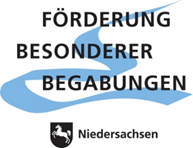 FÖRDERUNG
BESONDERER
BEGABUNGEN
Niedersachsen